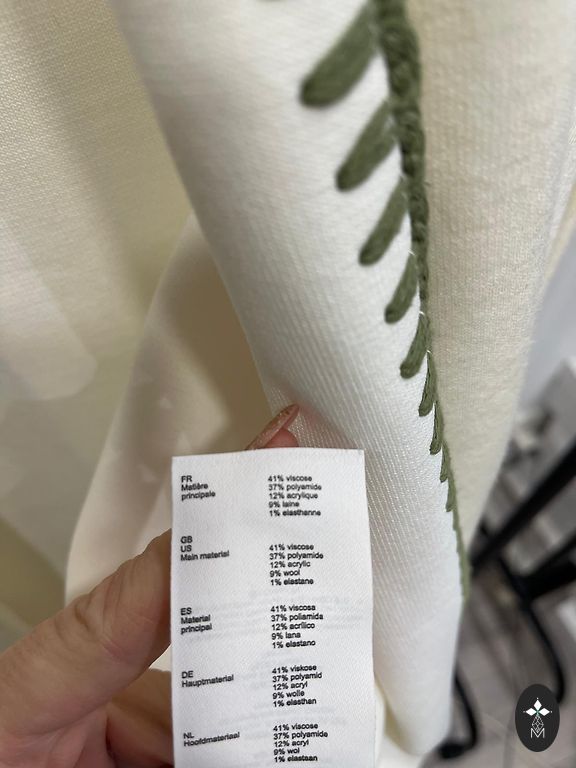 FR
Matière principale
41% viscose
37% polyamide
12% acrylique
9% laine
1% elasthanne
GB
US
Main material
41% viscose
37% polyamide
12% acrylic
9% wool
1% elastane
ES
Material principal
41% viscosa
37% poliamida
12% acrílico
9% lana
1% elastano
DE
Hauptmaterial
41% viskose
37% polyamid
12% acryl
9% wolle
1% elasthan
NL
Hoofdmateriaal
41% viscose
37% polyamide
12% acryl
9% wol
1% elastaan
M